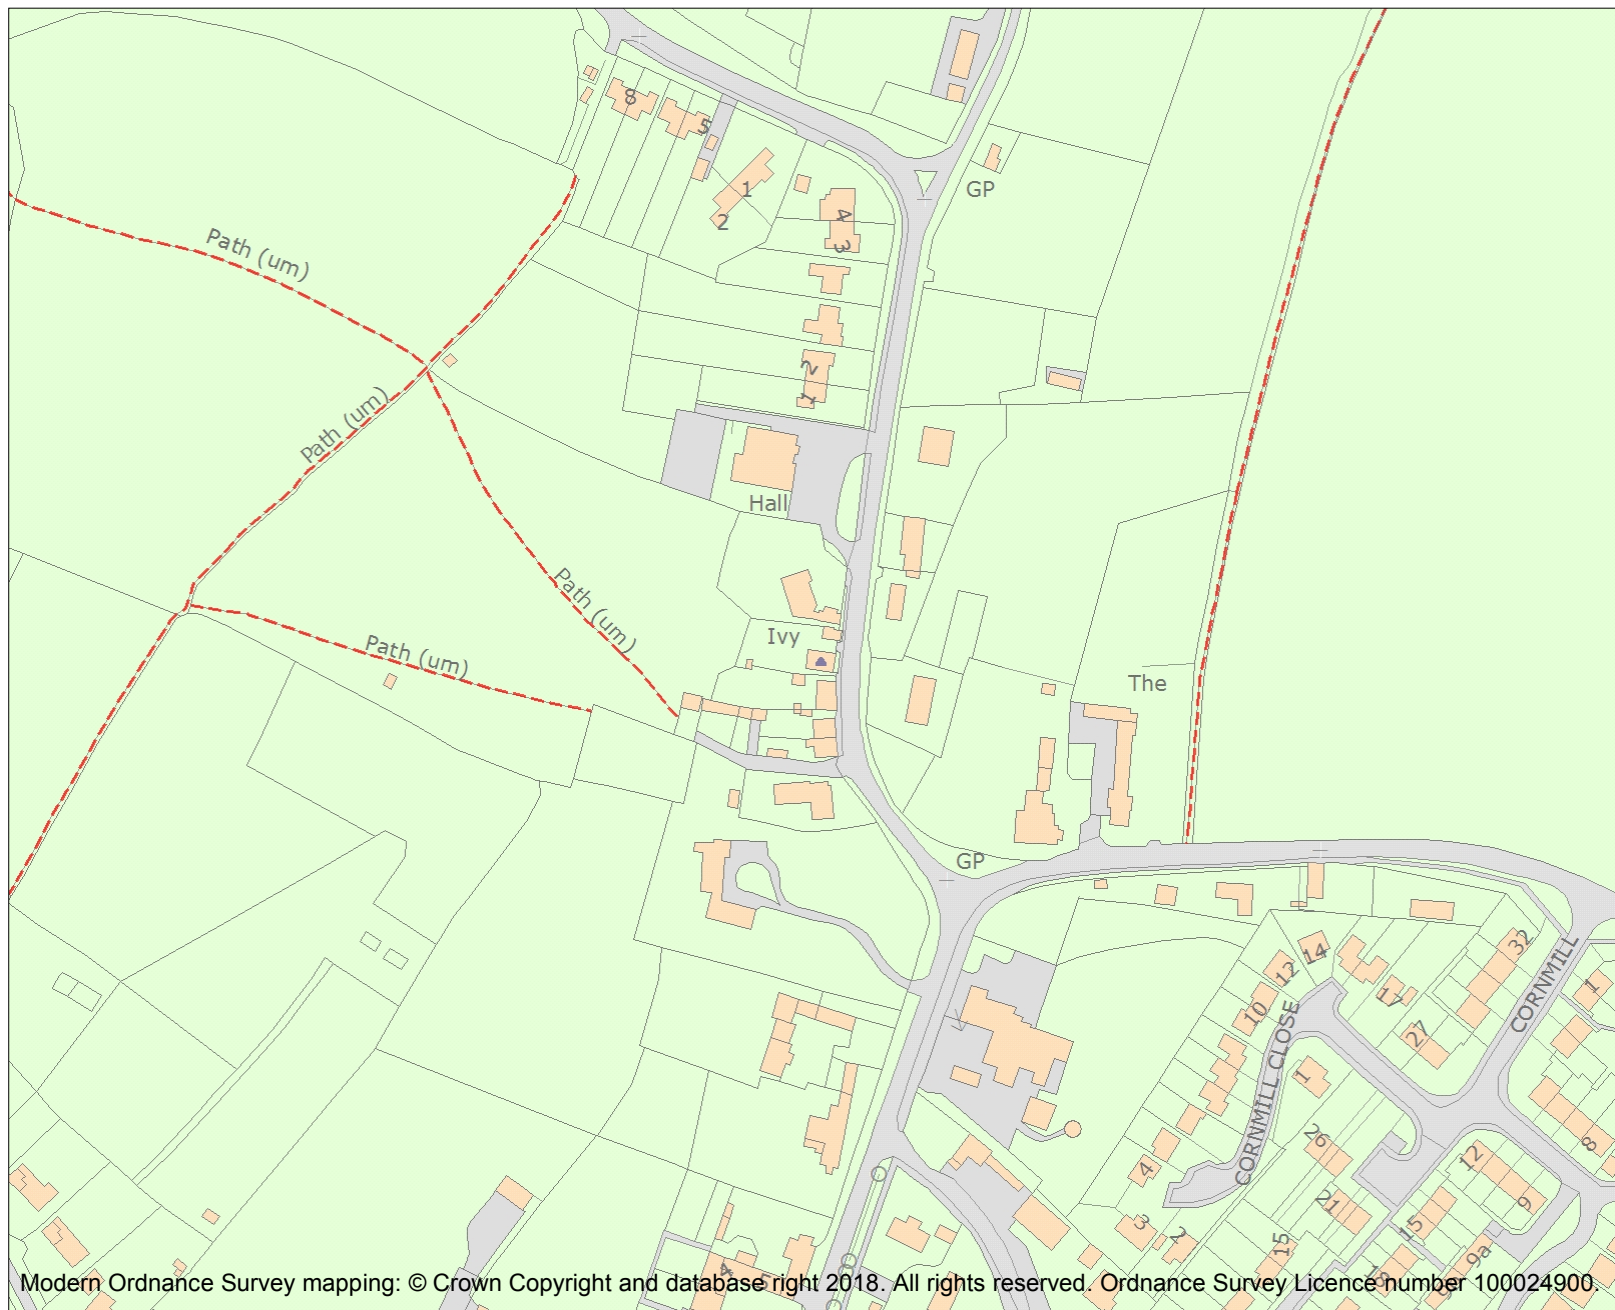 8
5
1
2
4
3
GP
Path (um)
2
1
Path (um)
Hall
Path (um)
Ivy
Path (um)
The
GP
32
14
12
17
1
10
27
CORNMILL
CORNMILL CLOSE
1
26
8
12
4
21
9
3
2
15
15
9a
4
18
Modern Ordnance Survey mapping: © Crown Copyright and database right 2018. All rights reserved. Ordnance Survey Licence number 100024900.